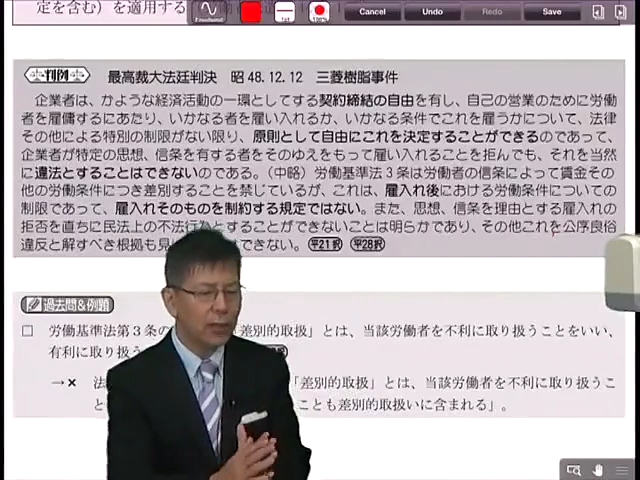 定を含む）を適用する
Cancel Undo Redo Save
判例 最高裁大法廷判決 昭48.12.12 三菱樹脂事件
企業者は、かような経済活動の一環としてする契約締結の自由を有し、自己の営業のために労働
者を雇傭するにあたり、いかなる者を雇い入れるか、いかなる条件でこれを雇うかについて、法律
その他による特別の制限がない限り、原則として自由にこれを決定することができるのであって、
企業者が特定の思想、信条を有する者をそのゆえをもって雇い入れることを拒んでも、それを当然
に違法とすることはできないのである。（中略）労働基準法３条は労働者の信条によって賃金その
他の労働条件につき差別することを禁じているが、これは、雇入れ後における労働条件についての
制限であって、雇入れそのものを制約する規定ではない。また、思想、信条を理由とする雇入れの
拒否を直ちに民法上の不法行為とすることができないことは明らかであり、その他これを公序良俗
違反と解すべき根拠も見 できない。 平21択 平28択
過去問＆例題
□ 労働基準法第３条の 「差別的取扱」とは、当該労働者を不利に取り扱うことをいい、
有利に取り扱う 択
→× 法 「差別的取扱」とは、当該労働者を不利に取り扱うこ
と ことも差別的取扱いに含まれる」。